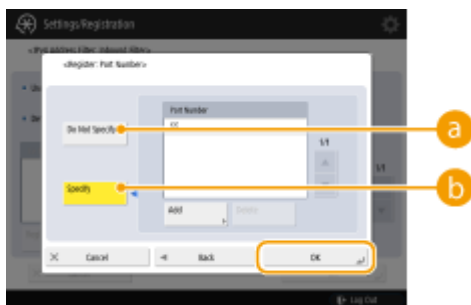 Settings/Registration
<IPv4 Address Filter: Inbound Filter>
<Register: Port Number>
Port Number
Do Not Specify
a
1/1
1/1
Specify
b
Add
Delete
Cancel
Back
OK
Log Out